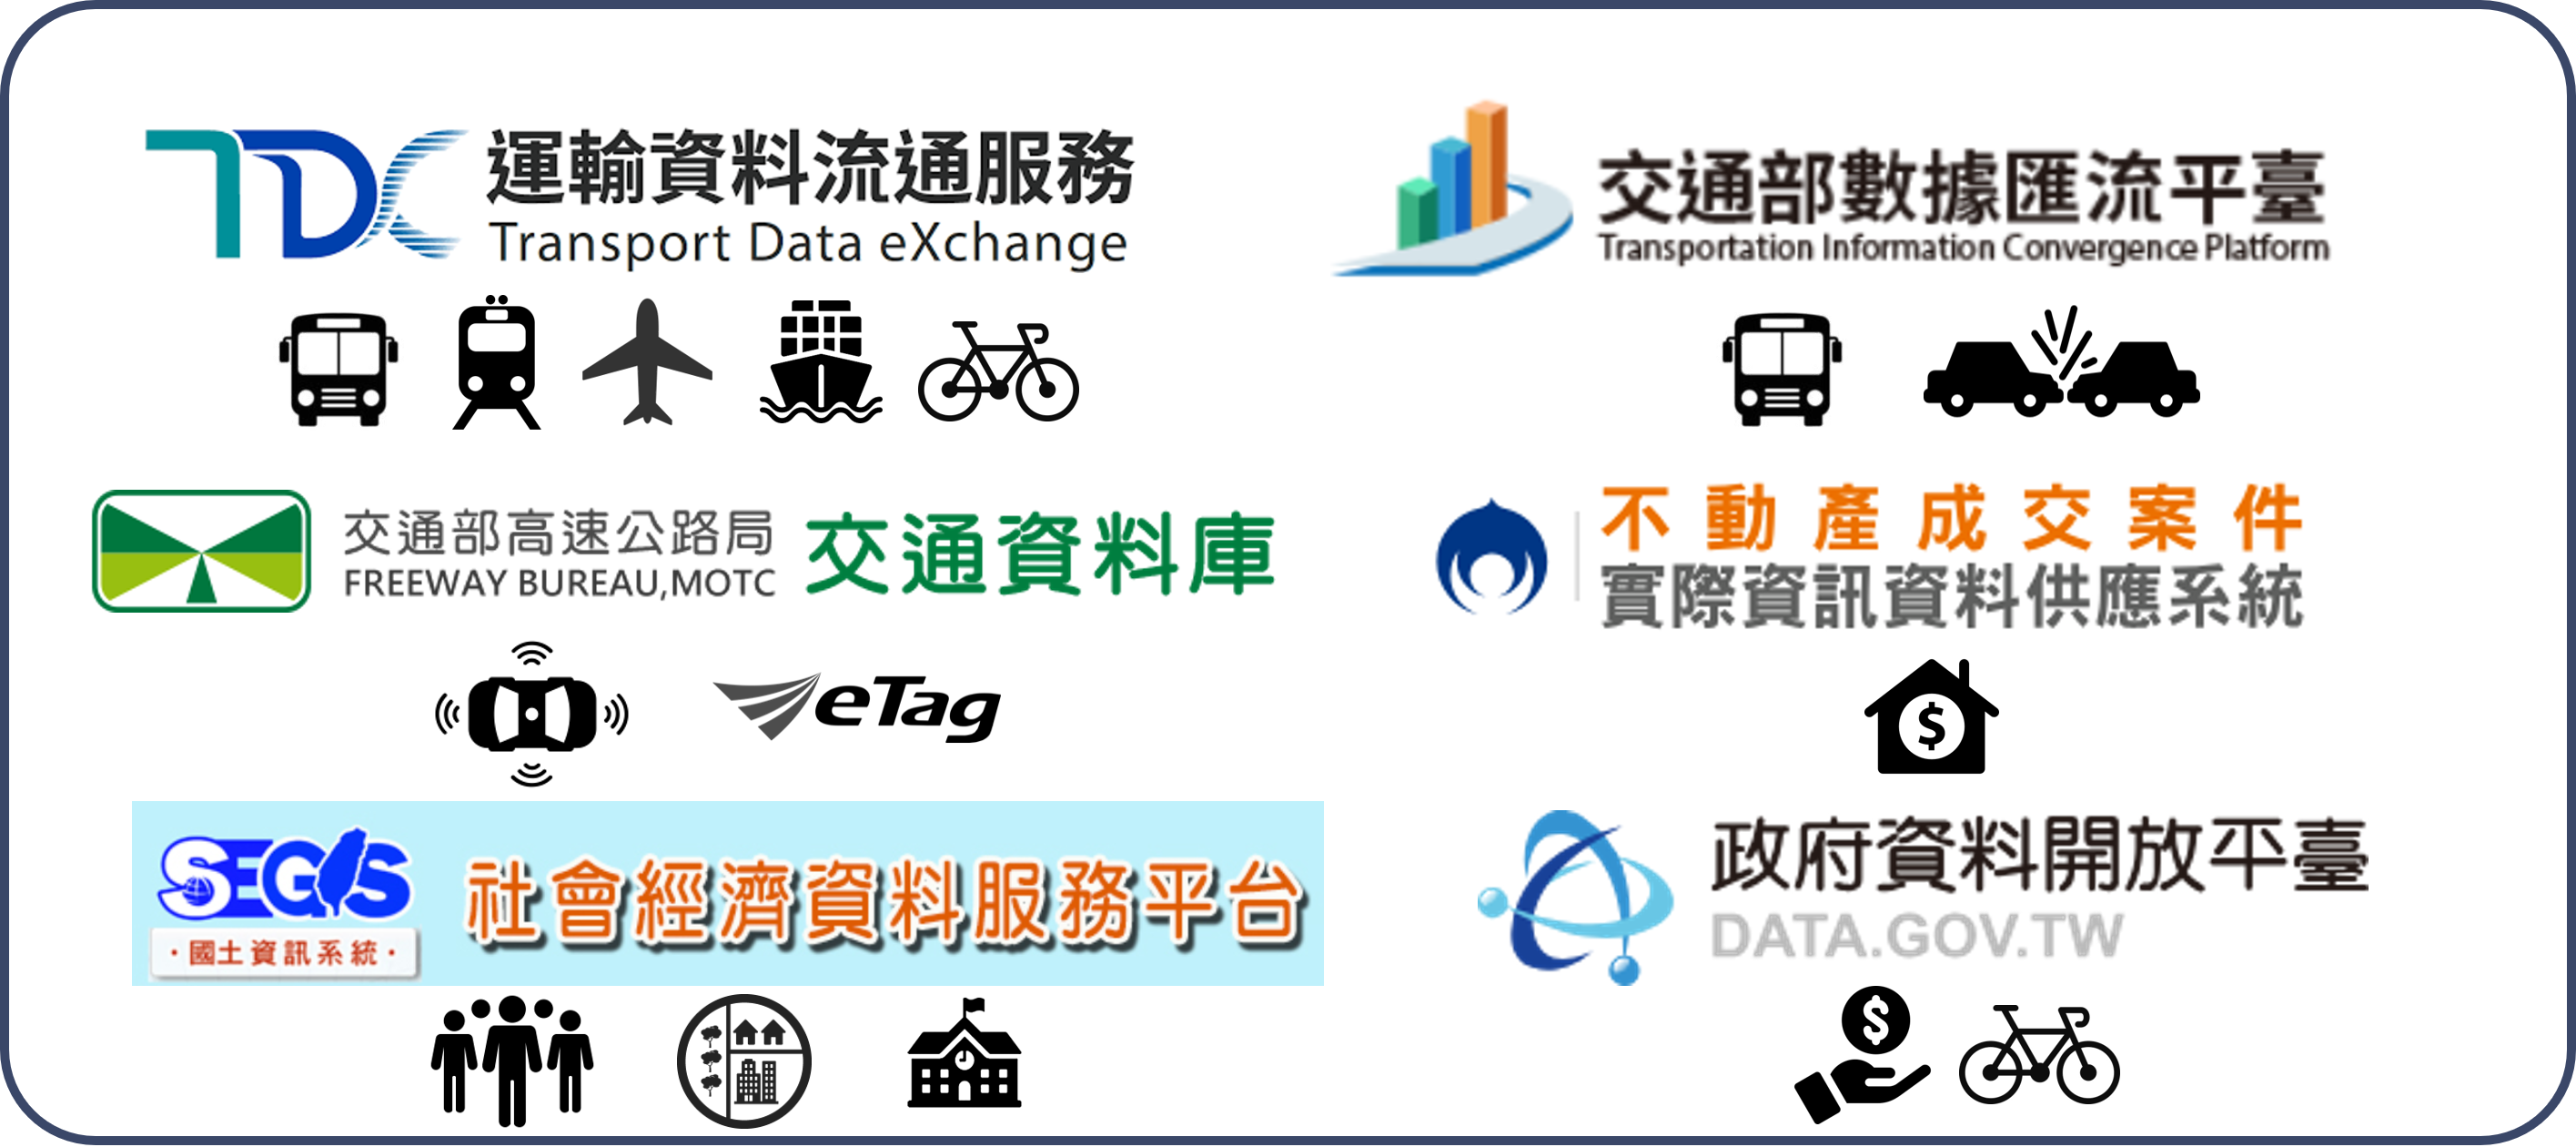 TDX 運輸資料流通服務
Transport Data eXchange
交通部數據匯流平臺
Transportation Information Convergence Platform
交通部高速公路局 交通資料庫
FREEWAY BUREAU,MOTC
不動產成交案件
實際資訊資料供應系統
eTag
$
SEGIS 社會經濟資料服務平台
·國土資訊系統·
政府資料開放平臺
DATA.GOV.TW
$